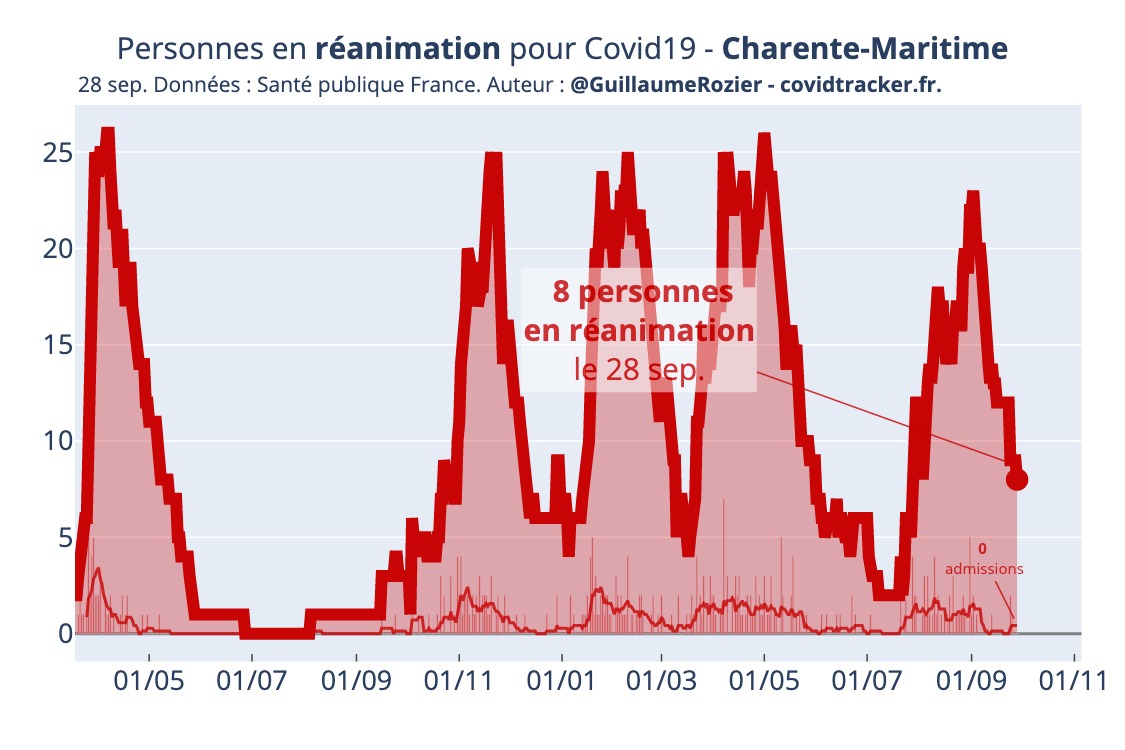 Personnes en réanimation pour Covid19 - Charente-Maritime
28 sep. Données : Santé publique France. Auteur : @GuillaumeRozier - covidtracker.fr.
25
20
15
10
5
0
8 personnes
en réanimation
le 28 sep.
0
admissions
01/05 01/07 01/09 01/11 01/01 01/03 01/05 01/07 01/09 01/11